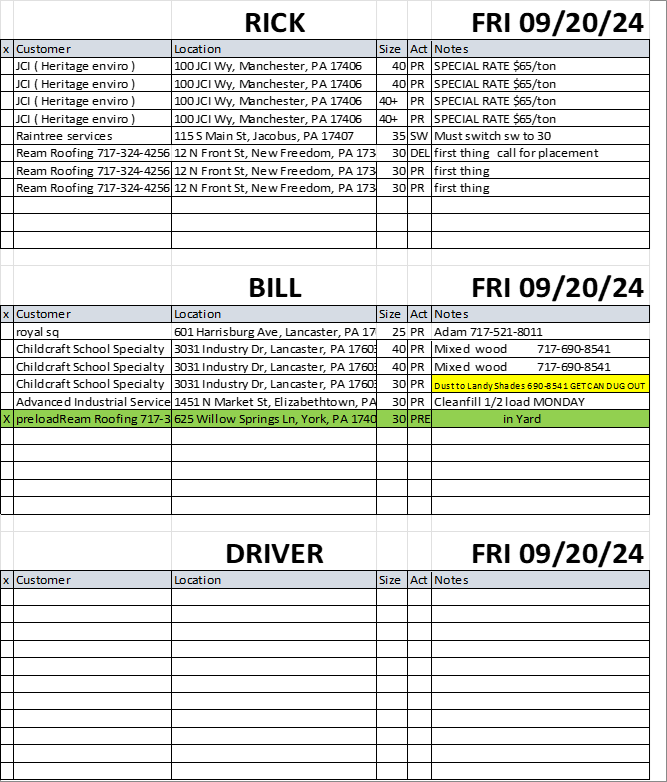 RICK FRI 09/20/24
x Customer Location Size Act Notes
JCI ( Heritage enviro ) 100 JCI Wy, Manchester, PA 17406 40 PR SPECIAL RATE $65/ton
JCI ( Heritage enviro ) 100 JCI Wy, Manchester, PA 17406 40 PR SPECIAL RATE $65/ton
JCI ( Heritage enviro ) 100 JCI Wy, Manchester, PA 17406 40+ PR SPECIAL RATE $65/ton
JCI ( Heritage enviro ) 100 JCI Wy, Manchester, PA 17406 40+ PR SPECIAL RATE $65/ton
Raintree services 115 S Main St, Jacobus, PA 17407 35 SW Must switch sw to 30
Ream Roofing 717-324-4256 12 N Front St, New Freedom, PA 173 30 DEL first thing call for placement
Ream Roofing 717-324-4256 12 N Front St, New Freedom, PA 173 30 PR first thing
Ream Roofing 717-324-4256 12 N Front St, New Freedom, PA 173 30 PR first thing
BILL FRI 09/20/24
x Customer Location Size Act Notes
royal sq 601 Harrisburg Ave, Lancaster, PA 17 25 PR Adam 717-521-8011
Childcraft School Specialty 3031 Industry Dr, Lancaster, PA 1760 40 PR Mixed wood 717-690-8541
Childcraft School Specialty 3031 Industry Dr, Lancaster, PA 1760 40 PR Mixed wood 717-690-8541
Childcraft School Specialty 3031 Industry Dr, Lancaster, PA 1760 30 PR Dust to Landy Shades 690-8541 GET CAN DUG OUT
Advanced Industrial Service 1451 N Market St, Elizabethtown, PA 30 PR Cleanfill 1/2 load MONDAY
X preloadReam Roofing 717-3 625 Willow Springs Ln, York, PA 1740 30 PRE in Yard
DRIVER FRI 09/20/24
x Customer Location Size Act Notes